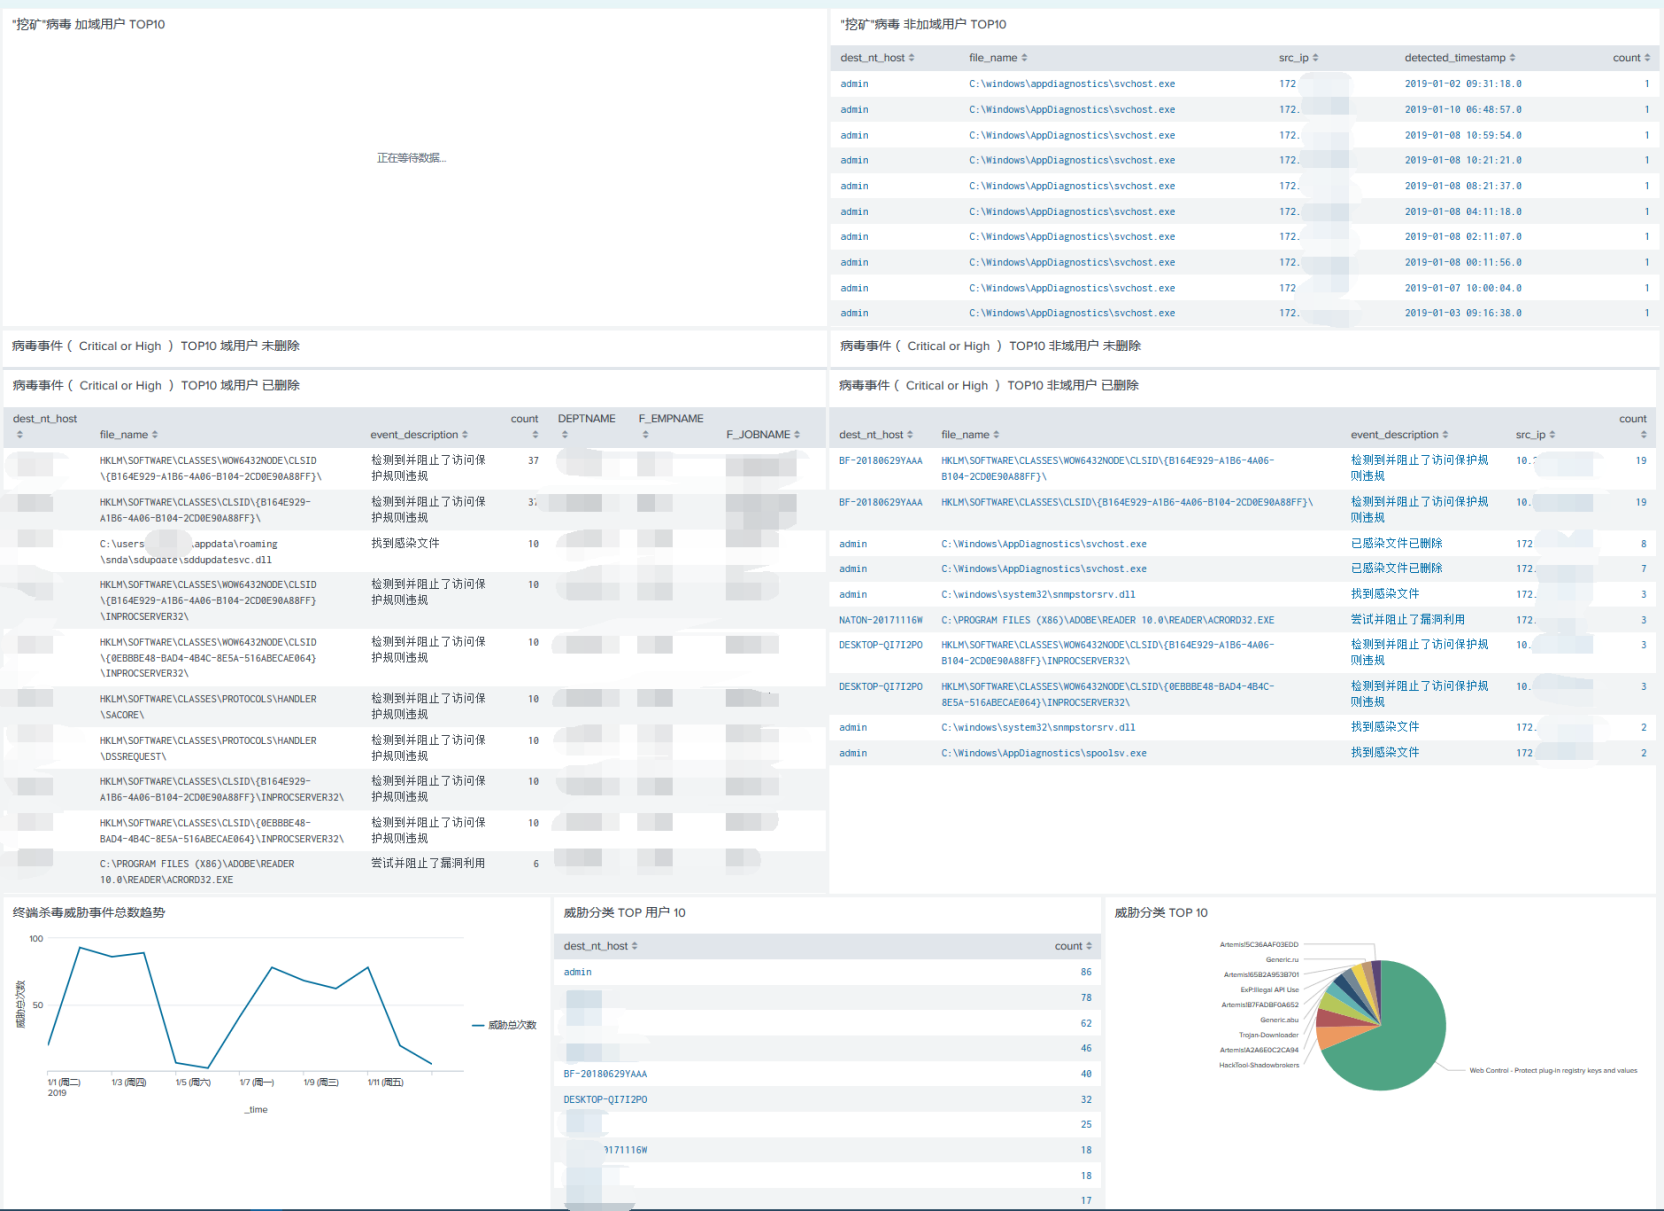 "挖矿"病毒 加域用户 TOP10
正在等待数据...
"挖矿"病毒 非加域用户 TOP10
dest_nt_host file_name src_ip detected_timestamp count
admin C:\windows\appdiagnostics\svchost.exe 172. 2019-01-02 09:31:18.0 1
admin C:\Windows\AppDiagnostics\svchost.exe 172. 2019-01-10 06:48:57.0 1
admin C:\Windows\AppDiagnostics\svchost.exe 172. 2019-01-08 10:59:54.0 1
admin C:\Windows\AppDiagnostics\svchost.exe 172. 2019-01-08 10:21:21.0 1
admin C:\Windows\AppDiagnostics\svchost.exe 172. 2019-01-08 08:21:37.0 1
admin C:\Windows\AppDiagnostics\svchost.exe 172. 2019-01-08 04:11:18.0 1
admin C:\Windows\AppDiagnostics\svchost.exe 172. 2019-01-08 02:11:07.0 1
admin C:\Windows\AppDiagnostics\svchost.exe 172. 2019-01-08 00:11:56.0 1
admin C:\Windows\AppDiagnostics\svchost.exe 172 2019-01-07 10:00:04.0 1
admin C:\Windows\AppDiagnostics\svchost.exe 172. 2019-01-03 09:16:38.0 1
病毒事件 ( Critical or High ) TOP10 域用户 未删除
病毒事件 ( Critical or High ) TOP10 非域用户 未删除
病毒事件 ( Critical or High ) TOP10 域用户 已删除
dest_nt_host file_name event_description count DEPTNAME F_EMPNAME F_JOBNAME
HKLM\SOFTWARE\CLASSES\WOW6432NODE\CLSID 检测到并阻止了访问保 37
\{B164E929-A1B6-4A06-B104-2CD0E90A88FF}\ 护规则违规
HKLM\SOFTWARE\CLASSES\CLSID\{B164E929- 检测到并阻止了访问保 37
A1B6-4A06-B104-2CD0E90A88FF}\ 护规则违规
C:\users \appdata\roaming 找到感染文件 10
\snda\sdupdate\sddupdatesvc.dll
HKLM\SOFTWARE\CLASSES\WOW6432NODE\CLSID 检测到并阻止了访问保 10
\{B164E929-A1B6-4A06-B104-2CD0E90A88FF} 护规则违规
\INPROCSERVER32\
HKLM\SOFTWARE\CLASSES\WOW6432NODE\CLSID 检测到并阻止了访问保 10
\{0EBBBE48-BAD4-4B4C-8E5A-516ABECAE064} 护规则违规
\INPROCSERVER32\
HKLM\SOFTWARE\CLASSES\PROTOCOLS\HANDLER 检测到并阻止了访问保 10
\SACORE\ 护规则违规
HKLM\SOFTWARE\CLASSES\PROTOCOLS\HANDLER 检测到并阻止了访问保 10
\DSSREQUEST\ 护规则违规
HKLM\SOFTWARE\CLASSES\CLSID\{B164E929- 检测到并阻止了访问保 10
A1B6-4A06-B104-2CD0E90A88FF}\INPROCSERVER32\ 护规则违规
HKLM\SOFTWARE\CLASSES\CLSID\{0EBBBE48- 检测到并阻止了访问保 10
BAD4-4B4C-8E5A-516ABECAE064}\INPROCSERVER32\ 护规则违规
C:\PROGRAM FILES (X86)\ADOBE\READER 尝试并阻止了漏洞利用 6
10.0\READER\ACRORD32.EXE
病毒事件 ( Critical or High ) TOP10 非域用户 已删除
dest_nt_host file_name event_description src_ip count
BF-20180629YAAA HKLM\SOFTWARE\CLASSES\WOW6432NODE\CLSID\{B164E929-A1B6-4A06- 检测到并阻止了访问保护规 10. 19
B104-2CD0E90A88FF}\ 则违规
BF-20180629YAAA HKLM\SOFTWARE\CLASSES\CLSID\{B164E929-A1B6-4A06-B104-2CD0E90A88FF}\ 检测到并阻止了访问保护规 10. 19
则违规
admin C:\Windows\AppDiagnostics\svchost.exe 已感染文件已删除 172 8
admin C:\Windows\AppDiagnostics\svchost.exe 已感染文件已删除 172. 7
admin C:\windows\system32\snmpstorsrv.dll 找到感染文件 172. 3
NATON-20171116W C:\PROGRAM FILES (X86)\ADOBE\READER 10.0\READER\ACRORD32.EXE 尝试并阻止了漏洞利用 172. 3
DESKTOP-QI7I2PO HKLM\SOFTWARE\CLASSES\WOW6432NODE\CLSID\{B164E929-A1B6-4A06- 检测到并阻止了访问保护规 10. 3
B104-2CD0E90A88FF}\INPROCSERVER32\ 则违规
DESKTOP-QI7I2PO HKLM\SOFTWARE\CLASSES\WOW6432NODE\CLSID\{0EBBBE48-BAD4-4B4C- 检测到并阻止了访问保护规 10. 3
8E5A-516ABECAE064}\INPROCSERVER32\ 则违规
admin C:\windows\system32\snmpstorsrv.dll 找到感染文件 172. 2
admin C:\Windows\AppDiagnostics\spoolsv.exe 找到感染文件 172 2
终端杀毒威胁事件总数趋势
100
50
威胁总次数
威胁总次数
1/1 (周二) 1/3 (周四) 1/5 (周六) 1/7 (周一) 1/9 (周三) 1/11 (周五)
2019
_time
威胁分类 TOP 用户 10
dest_nt_host count
admin 86
78
62
46
BF-20180629YAAA 40
DESKTOP-QI7I2PO 32
25
0171116W 18
18
17
威胁分类 TOP 10
Artemis!5C36AAF03EDD
Generic.ru
Artemis!65B2A953B701
ExP:Illegal API Use
Artemis!B7FADBF0A652
Generic.abu
Trojan-Downloader
Artemis!A2A6E0C2CA94
HackTool-Shadowbrokers
Web Control - Protect plug-in registry keys and values